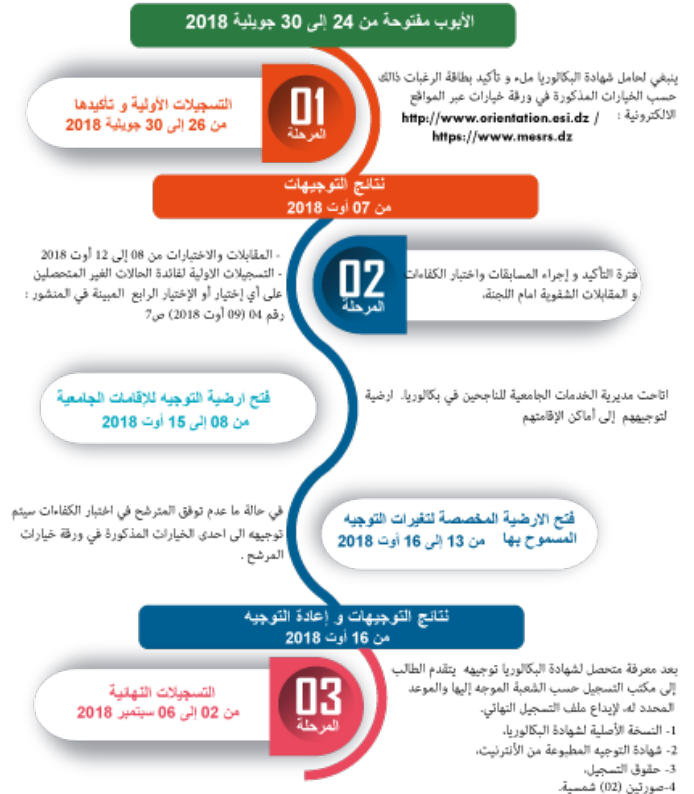 الأبوب مفتوحة من 24 إلى 30 جويلية 2018
ينبغي لحامل شهادة البكالوريا ملء و تأكيد بطاقة الرغبات ذالك
حسب الخيارات المذكورة في ورقة خيارات عبر المواقع
الالكترونية : http://www.orientation.esi.dz /
https://www.mesrs.dz
01
المرحلة
التسجيلات الأولية و تأكيدها
من 26 إلى 30 جويلية 2018
نتائج التوجيهات
من 07 أوت 2018
02
المرحلة
فترة التأكيد و إجراء المسابقات واختبار الكفاءات
و المقابلات الشفوية امام اللجنة،
- المقابلات والاختبارات من 08 إلى 12 أوت 2018
- التسجيلات الاولية لفائدة الحالات الغير المتحصلين
على أي إختيار أو الإختيار الرابع المبينة في المنشور :
رقم 04 (09 أوت 2018) ص7
اتاحت مديرية الخدمات الجامعية للناجحين في بكالوريا، ارضية
لتوجيههم إلى أماكن الإقامتهم
فتح ارضية التوجيه للإقامات الجامعية
من 08 إلى 15 أوت 2018
فتح الارضية المخصصة لتغيرات التوجيه
المسموح بها من 13 إلى 16 أوت 2018
في حالة ما عدم توفق المترشح في اختبار الكفاءات سيتم
توجيهه الى احدى الخيارات المذكورة في ورقة خيارات
المرشح .
نتائج التوجيهات و إعادة التوجيه
من 16 أوت 2018
03
المرحلة
التسجيلات النهائية
من 02 إلى 06 سبتمبر 2018
بعد معرفة متحصل لشهادة البكالوريا توجيهه يتقدم الطالب
إلى مكتب التسجيل حسب الشعبة الموجه إليها والموعد
المحدد له، لإيداع ملف التسجيل النهائي.
1- النسخة الأصلية لشهادة البكالوريا،
2- شهادة التوجيه المطبوعة من الأنترنيت،
3- حقوق التسجيل،
4-صورتين (02) شمسية.